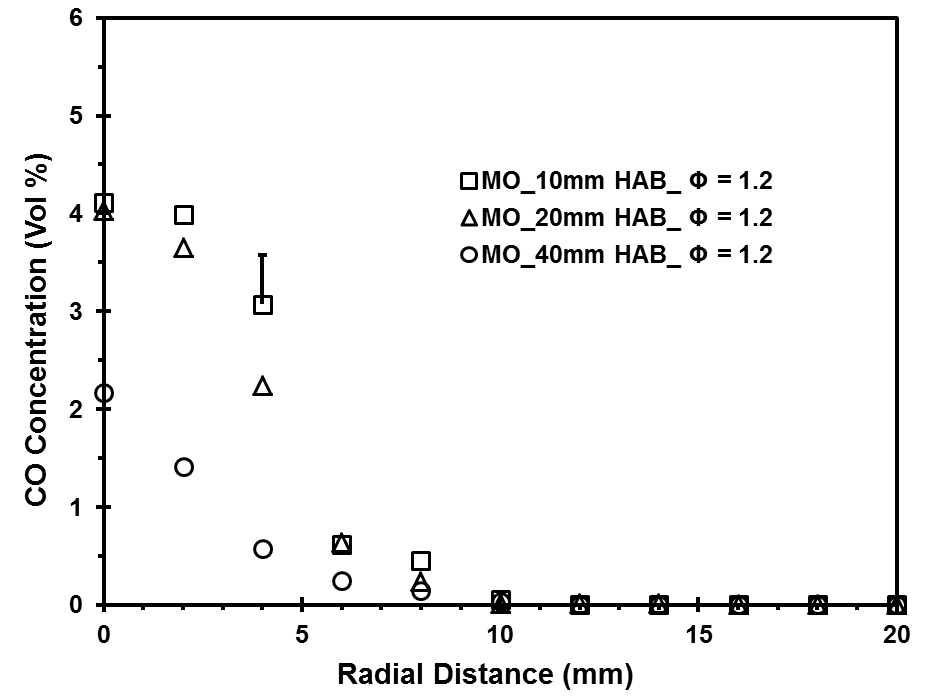 6
5
4
3
2
1
0
CO Concentration (Vol %)
MO_10mm HAB_ Φ = 1.2
MO_20mm HAB_ Φ = 1.2
MO_40mm HAB_ Φ = 1.2
0 5 10 15 20
Radial Distance (mm)